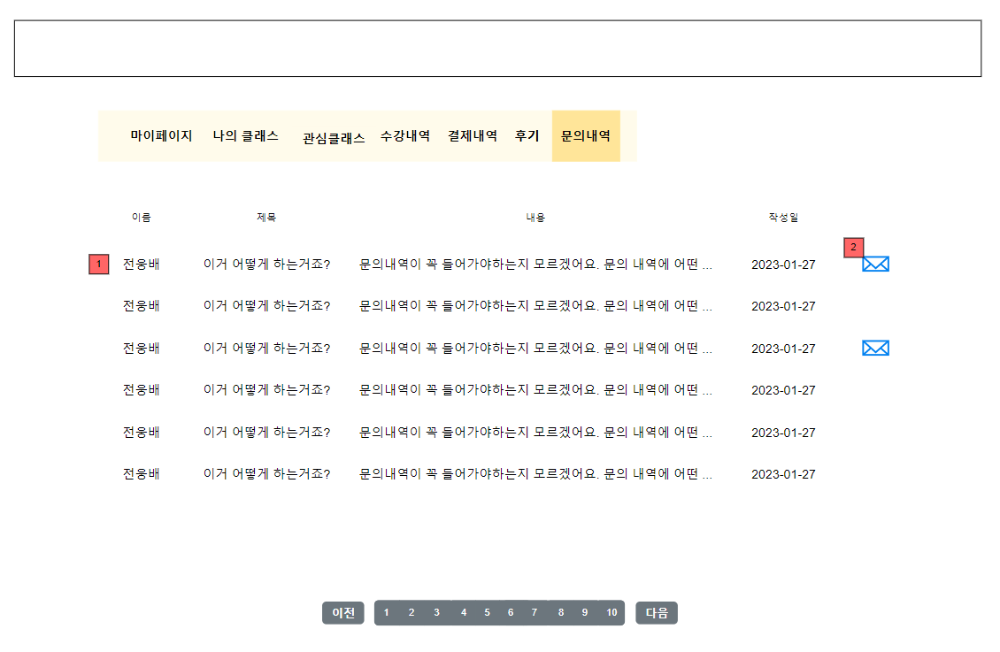 마이페이지 나의 클래스 관심클래스 수강내역 결제내역 후기 문의내역
이름 제목 내용 작성일
2
1 전웅배 이거 어떻게 하는거죠? 문의내역이 꼭 들어가야하는지 모르겠어요. 문의 내역에 어떤 ... 2023-01-27
전웅배 이거 어떻게 하는거죠? 문의내역이 꼭 들어가야하는지 모르겠어요. 문의 내역에 어떤 ... 2023-01-27
전웅배 이거 어떻게 하는거죠? 문의내역이 꼭 들어가야하는지 모르겠어요. 문의 내역에 어떤 ... 2023-01-27
전웅배 이거 어떻게 하는거죠? 문의내역이 꼭 들어가야하는지 모르겠어요. 문의 내역에 어떤 ... 2023-01-27
전웅배 이거 어떻게 하는거죠? 문의내역이 꼭 들어가야하는지 모르겠어요. 문의 내역에 어떤 ... 2023-01-27
전웅배 이거 어떻게 하는거죠? 문의내역이 꼭 들어가야하는지 모르겠어요. 문의 내역에 어떤 ... 2023-01-27
이전 1 2 3 4 5 6 7 8 9 10 다음